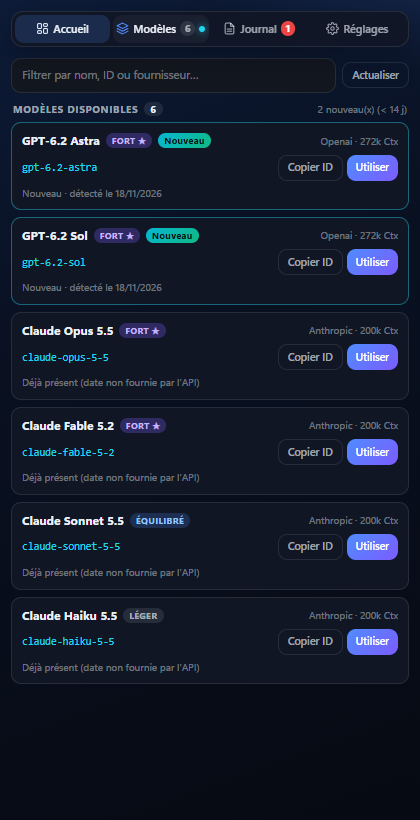 Accueil Modèles 6 Journal 1 Réglages
Filtrer par nom, ID ou fournisseur... Actualiser
MODÈLES DISPONIBLES 6 2 nouveau(x) (< 14 j)
GPT-6.2 Astra FORT ★ Nouveau Openai · 272k Ctx
gpt-6.2-astra Copier ID Utiliser
Nouveau · détecté le 18/11/2026
GPT-6.2 Sol FORT ★ Nouveau Openai · 272k Ctx
gpt-6.2-sol Copier ID Utiliser
Nouveau · détecté le 18/11/2026
Claude Opus 5.5 FORT ★ Anthropic · 200k Ctx
claude-opus-5-5 Copier ID Utiliser
Déjà présent (date non fournie par l'API)
Claude Fable 5.2 FORT ★ Anthropic · 200k Ctx
claude-fable-5-2 Copier ID Utiliser
Déjà présent (date non fournie par l'API)
Claude Sonnet 5.5 ÉQUILIBRÉ Anthropic · 200k Ctx
claude-sonnet-5-5 Copier ID Utiliser
Déjà présent (date non fournie par l'API)
Claude Haiku 5.5 LÉGER Anthropic · 200k Ctx
claude-haiku-5-5 Copier ID Utiliser
Déjà présent (date non fournie par l'API)